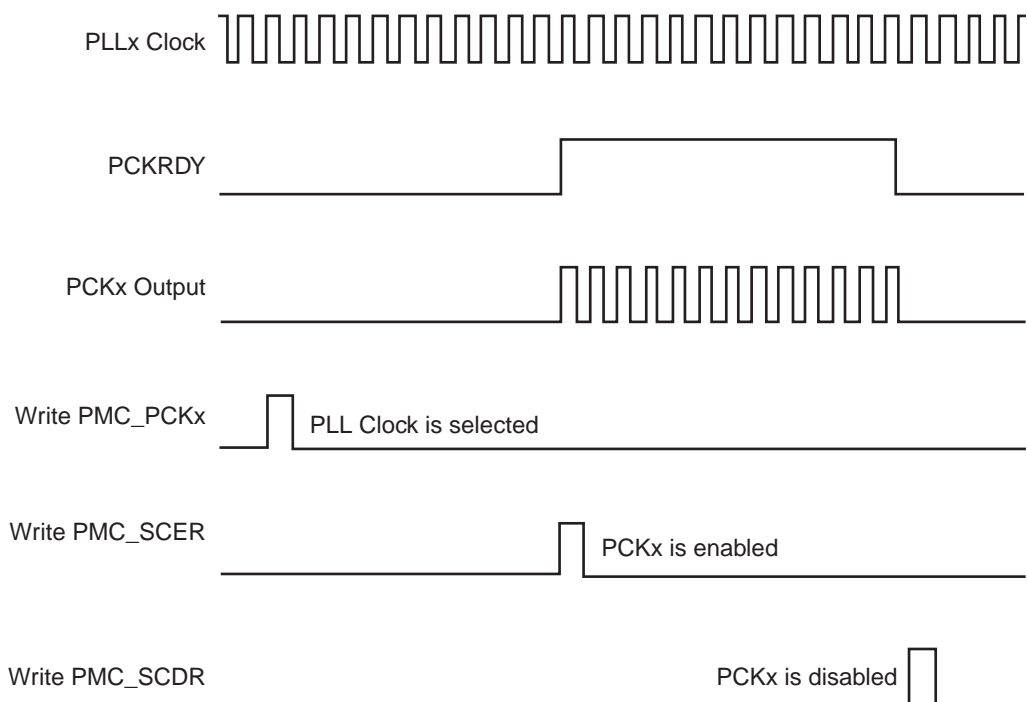 PLLx Clock
PCKRDY
PCKx Output
Write PMC_PCKx
PLL Clock is selected
Write PMC_SCER
PCKx is enabled
Write PMC_SCDR
PCKx is disabled